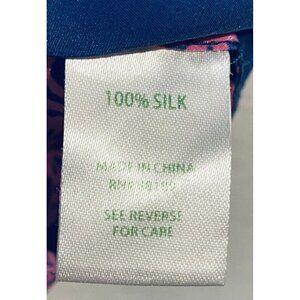 100% SILK
MADE IN CHINA
SEE REVERSE
FOR CARE